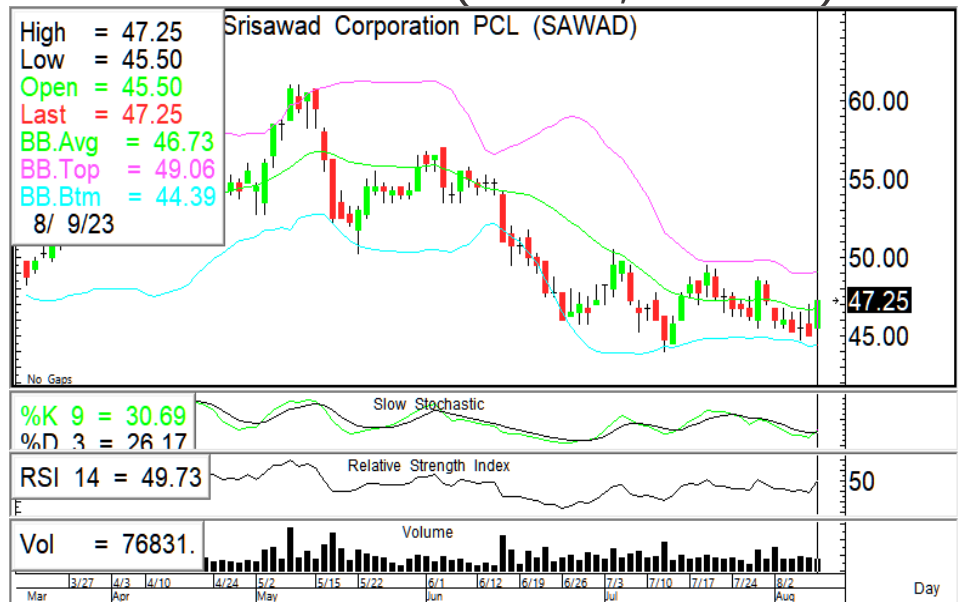 Srisawad Corporation PCL (SAWAD)
High = 47.25
Low = 45.50
Open = 45.50
Last = 47.25
BB.Avg = 46.73
BB.Top = 49.06
BB.Btm = 44.39
8/ 9/23
60.00
55.00
50.00
47.25
45.00
No Gaps
Slow Stochastic
%K 9 = 30.69
%D 3 = 26.17
Relative Strength Index
RSI 14 = 49.73
50
Volume
Vol = 76831.
3/27 4/3 4/10 4/24 5/2 5/15 5/22 6/1 6/12 6/19 6/26 7/3 7/10 7/17 7/24 8/2
Mar Apr May Jun Jul Aug
Day